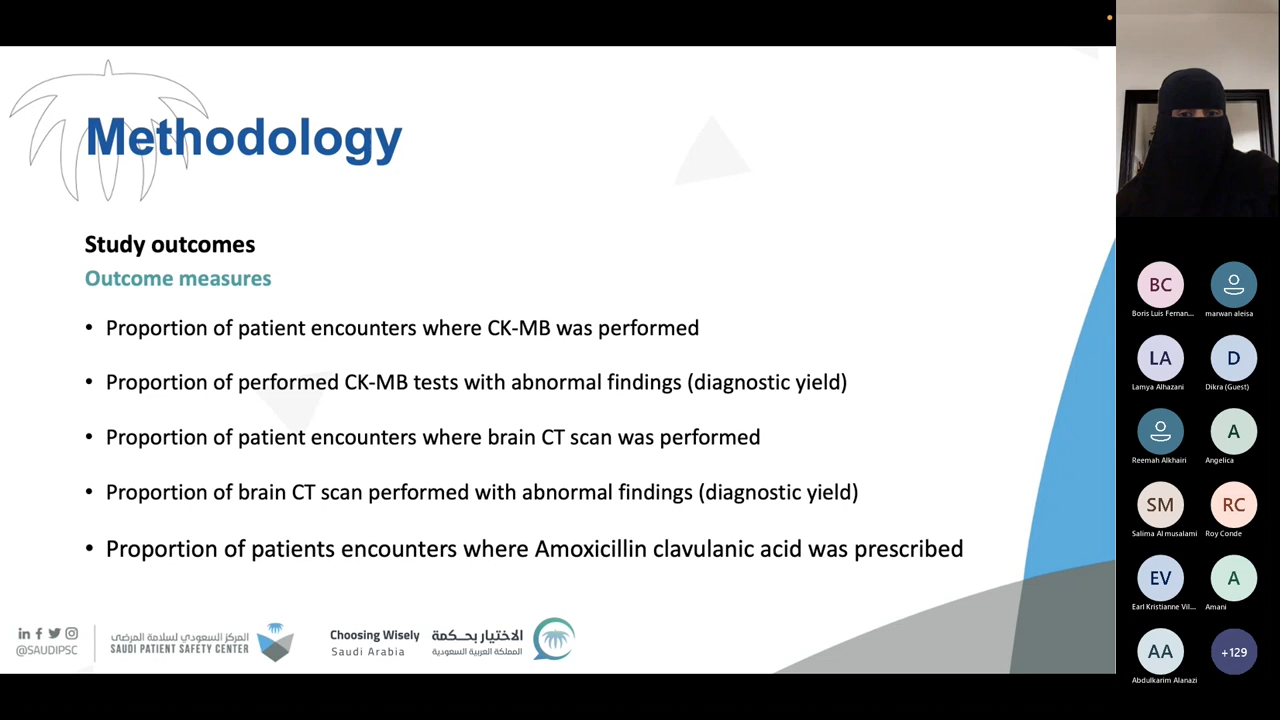 Methodology
Study outcomes
Outcome measures
• Proportion of patient encounters where CK-MB was performed
• Proportion of performed CK-MB tests with abnormal findings (diagnostic yield)
• Proportion of patient encounters where brain CT scan was performed
• Proportion of brain CT scan performed with abnormal findings (diagnostic yield)
• Proportion of patients encounters where Amoxicillin clavulanic acid was prescribed
@SAUDIPSC
المركز السعودي لسلامة المرضى
SAUDI PATIENT SAFETY CENTER
Choosing Wisely
Saudi Arabia
الاختيار بحكمة
المملكة العربية السعودية
BC
Boris Luis Fernan...
marwan aleisa
LA
Lamya Alhazani
D
Dikra (Guest)
Reemah Alkhairi
A
Angelica
SM
Salima Al musalami
RC
Roy Conde
EV
Earl Kristianne Vil...
A
Amani
AA
Abdulkarim Alanazi
+129